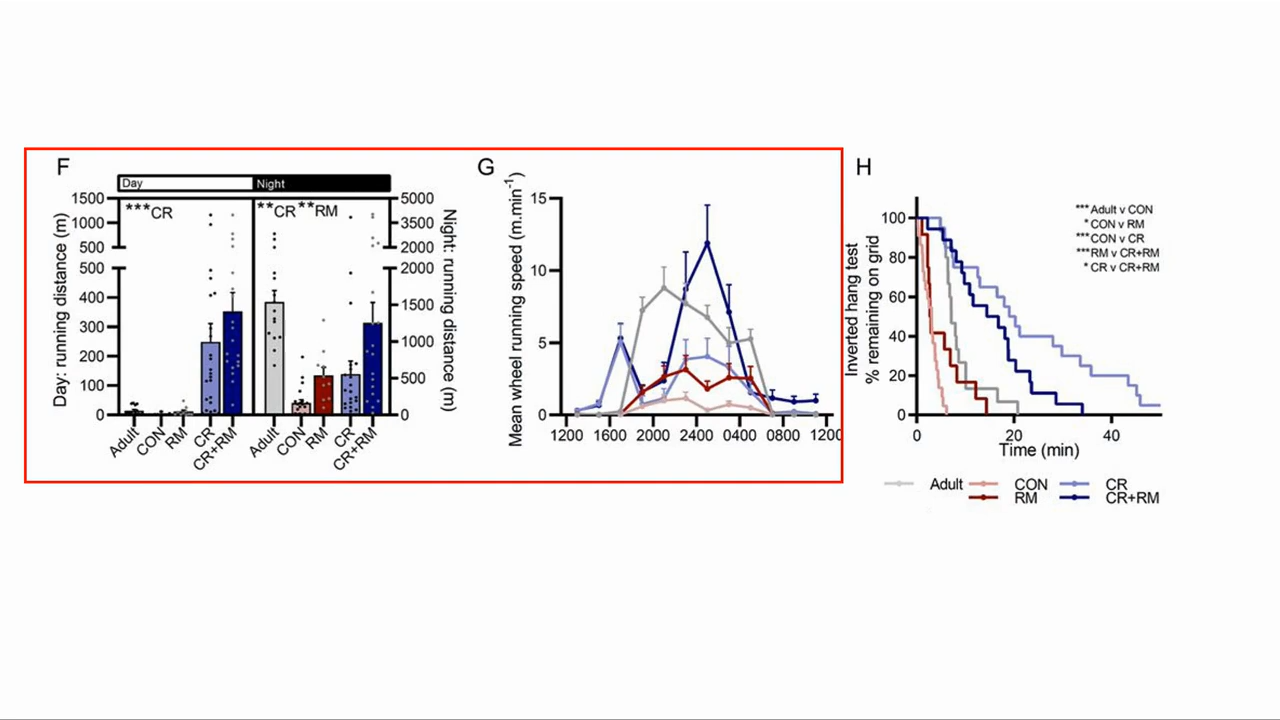 F
Day
Night
***CR
**CR **RM
1500
1000
500
500
400
300
200
100
0
Day: running distance (m)
5000
3500
2000
2000
1500
1000
500
0
Night: running distance (m)
Adult
CON
RM
CR
CR+RM
Adult
CON
RM
CR
CR+RM
G
Mean wheel running speed (m.min-1)
15
10
5
0
1200 1600 2000 2400 0400 0800 1200
H
Inverted hang test
% remaining on grid
100
80
60
40
20
0
0 20 40
Time (min)
***Adult v CON
*CON v RM
***CON v CR
***RM v CR+RM
*CR v CR+RM
Adult CON CR
RM CR+RM